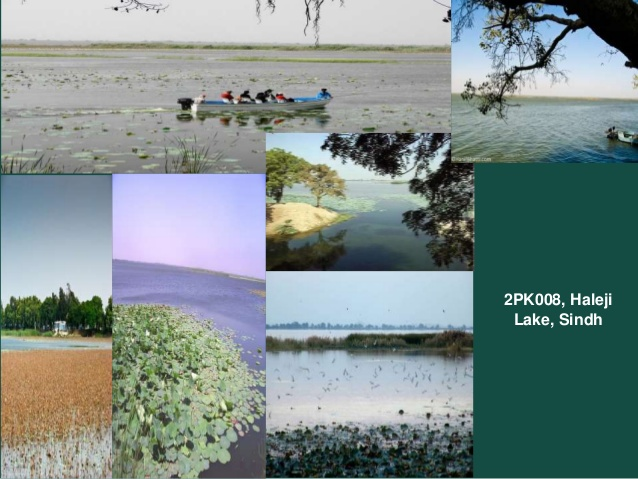 2PK008, Haleji
Lake, Sindh